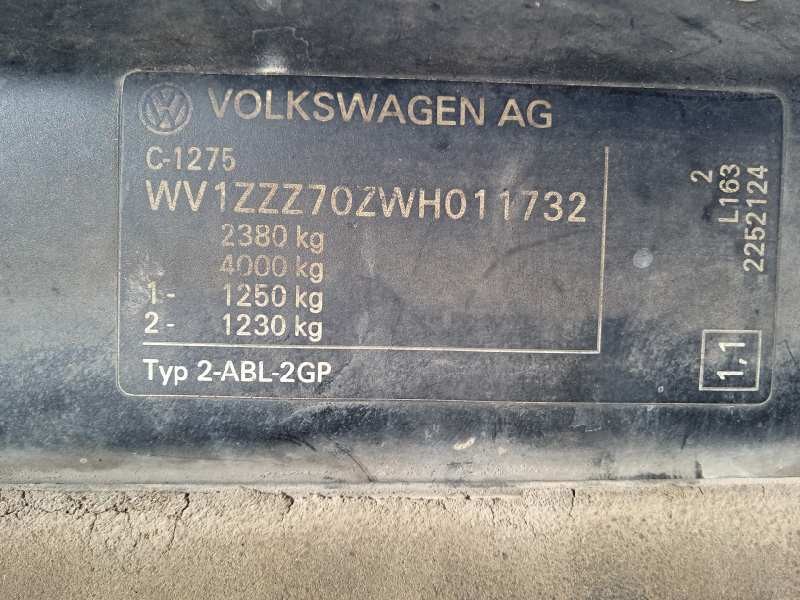 VOLKSWAGEN AG
C-1275
WV1ZZZ70ZWH011732
2380 kg
4000 kg
1- 1250 kg
2- 1230 kg
Typ 2-ABL-2GP
2
L163
2252124
1,1